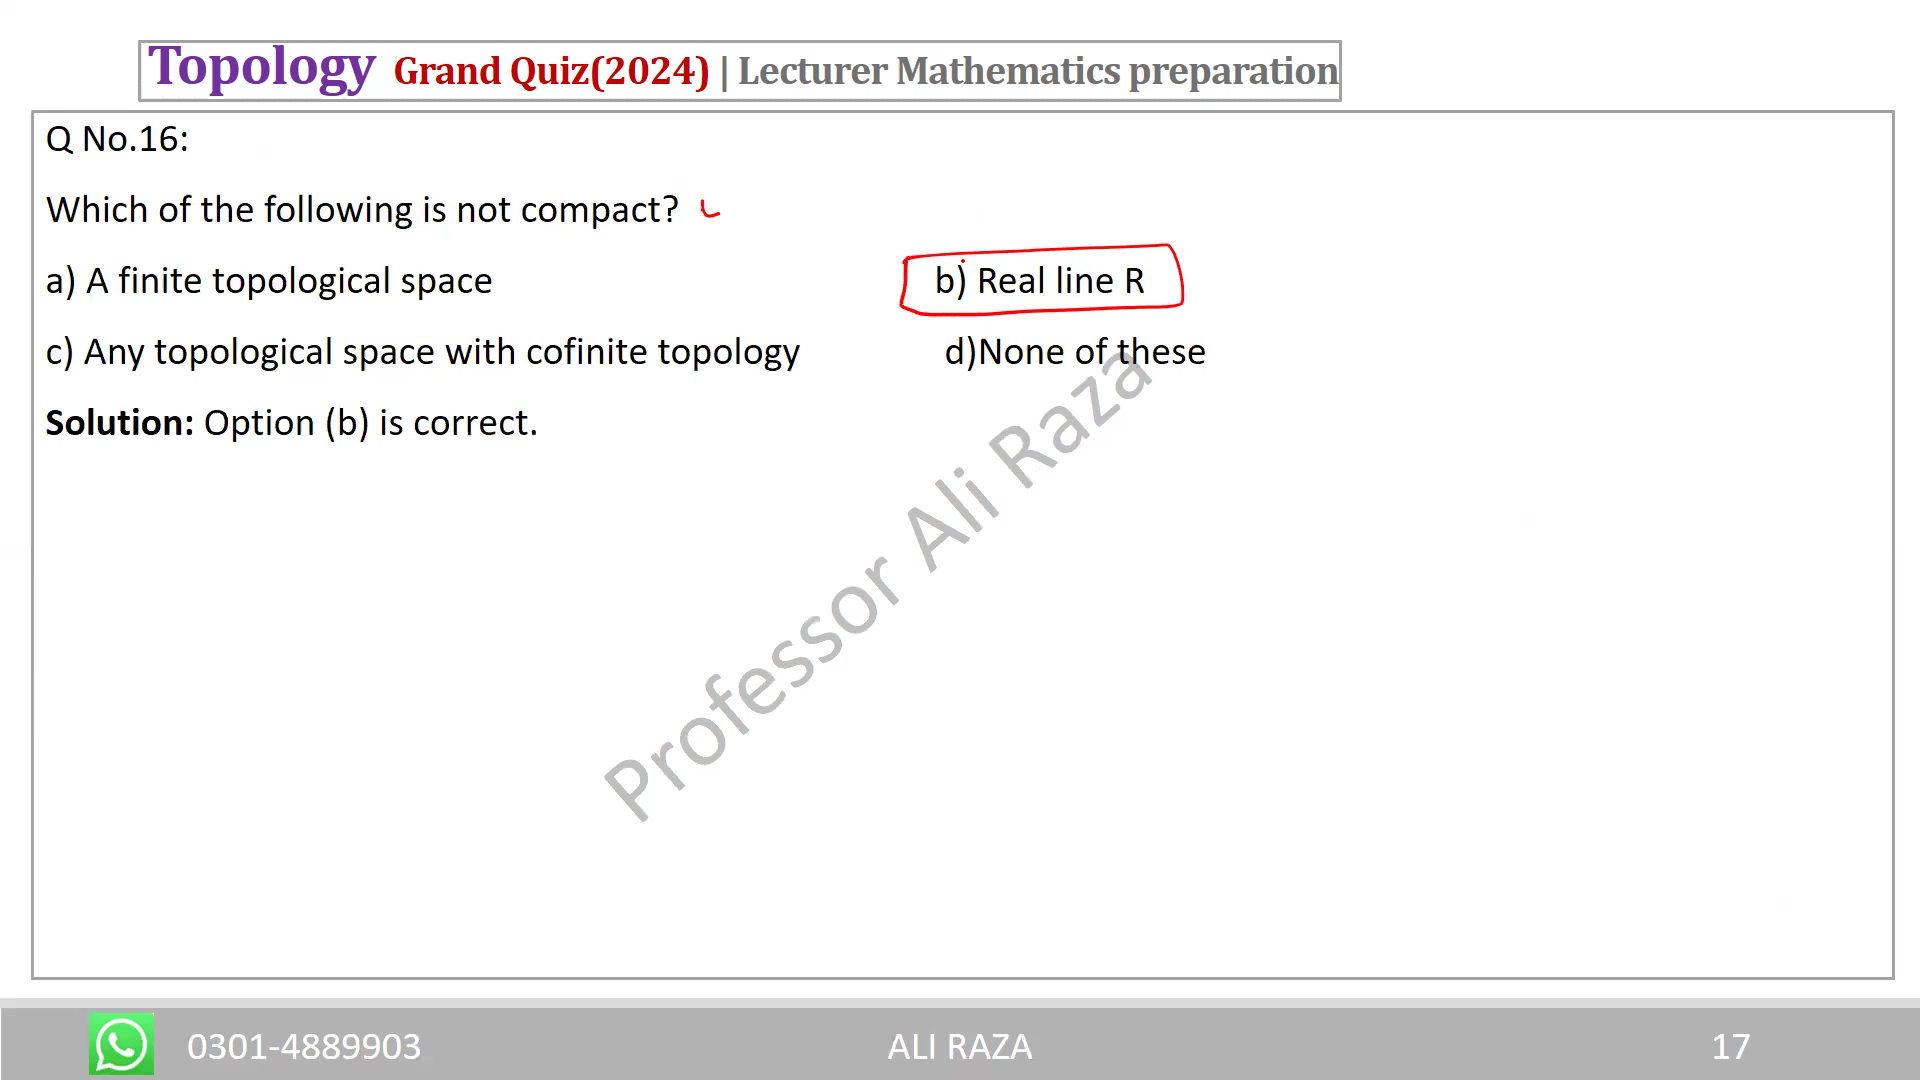 Topology Grand Quiz(2024) | Lecturer Mathematics preparation
Q No.16:
Which of the following is not compact?
a) A finite topological space b) Real line R
c) Any topological space with cofinite topology d)None of these
Solution: Option (b) is correct.
Professor Ali Raza
0301-4889903 ALI RAZA 17